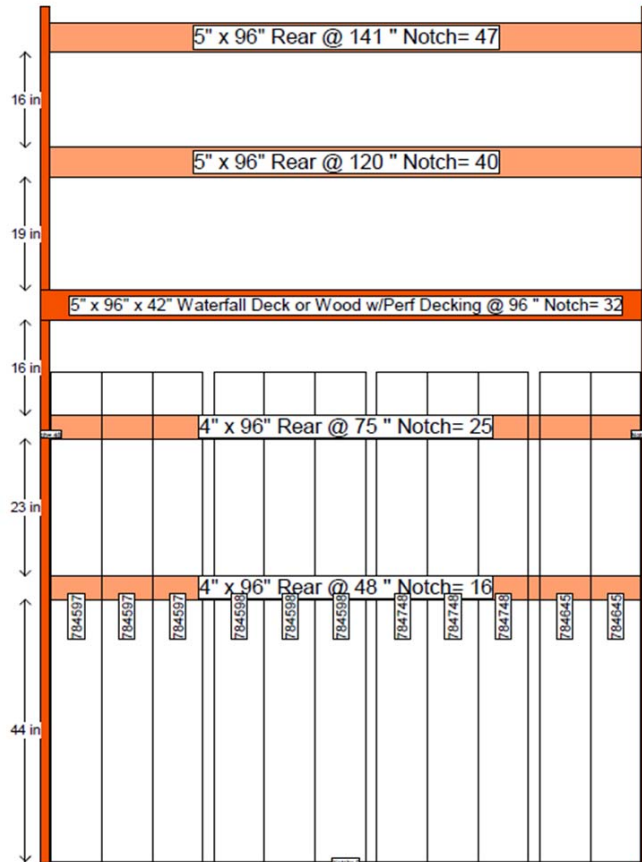 5" x 96" Rear @ 141 " Notch= 47
16 in
5" x 96" Rear @ 120 " Notch= 40
19 in
5" x 96" x 42" Waterfall Deck or Wood w/Perf Decking @ 96 " Notch= 32
16 in
4" x 96" Rear @ 75 " Notch= 25
23 in
4" x 96" Rear @ 48 " Notch= 16
784597
784597
784597
784598
784598
784598
784748
784748
784748
784645
784645
44 in